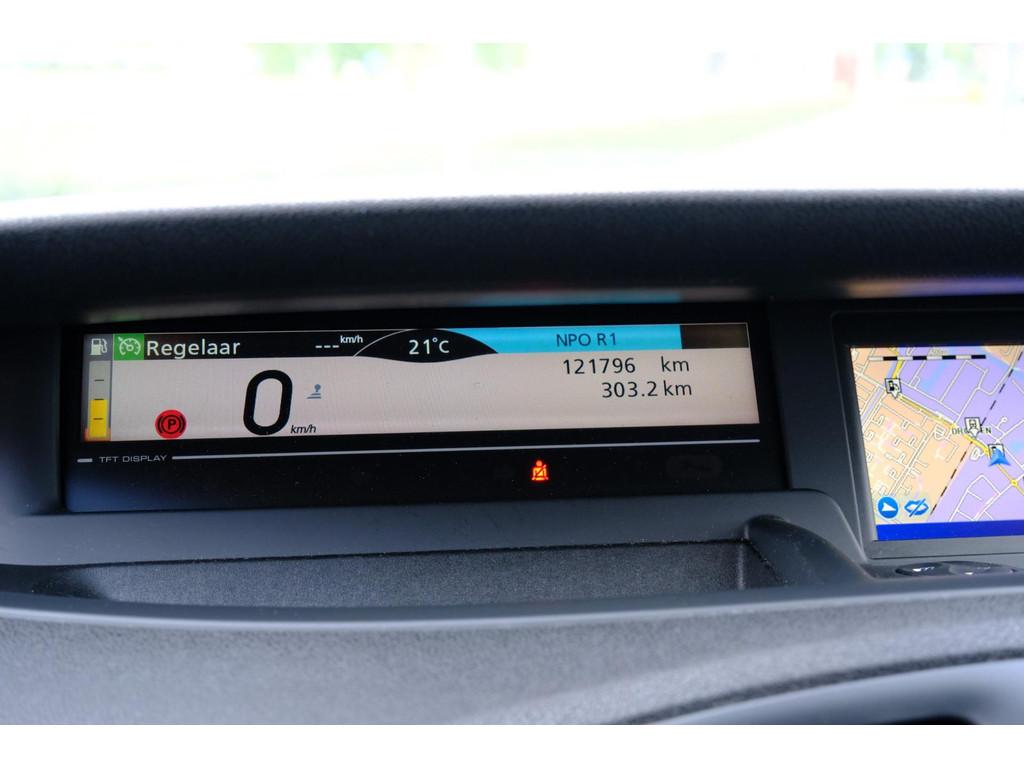 Regelaar --- km/h 21°C NPO R1
121796 km
303.2 km
0 km/h
P
TFT DISPLAY